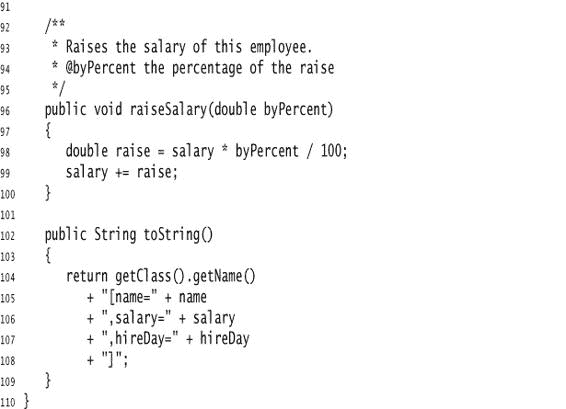 91
92    /**
93     * Raises the salary of this employee.
94     * @byPercent the percentage of the raise
95     */
96    public void raiseSalary(double byPercent)
97    {
98       double raise = salary * byPercent / 100;
99       salary += raise;
100    }
101
102    public String toString()
103    {
104       return getClass().getName()
105          + "[name=" + name
106          + ",salary=" + salary
107          + ",hireDay=" + hireDay
108          + "]";
109    }
110 }